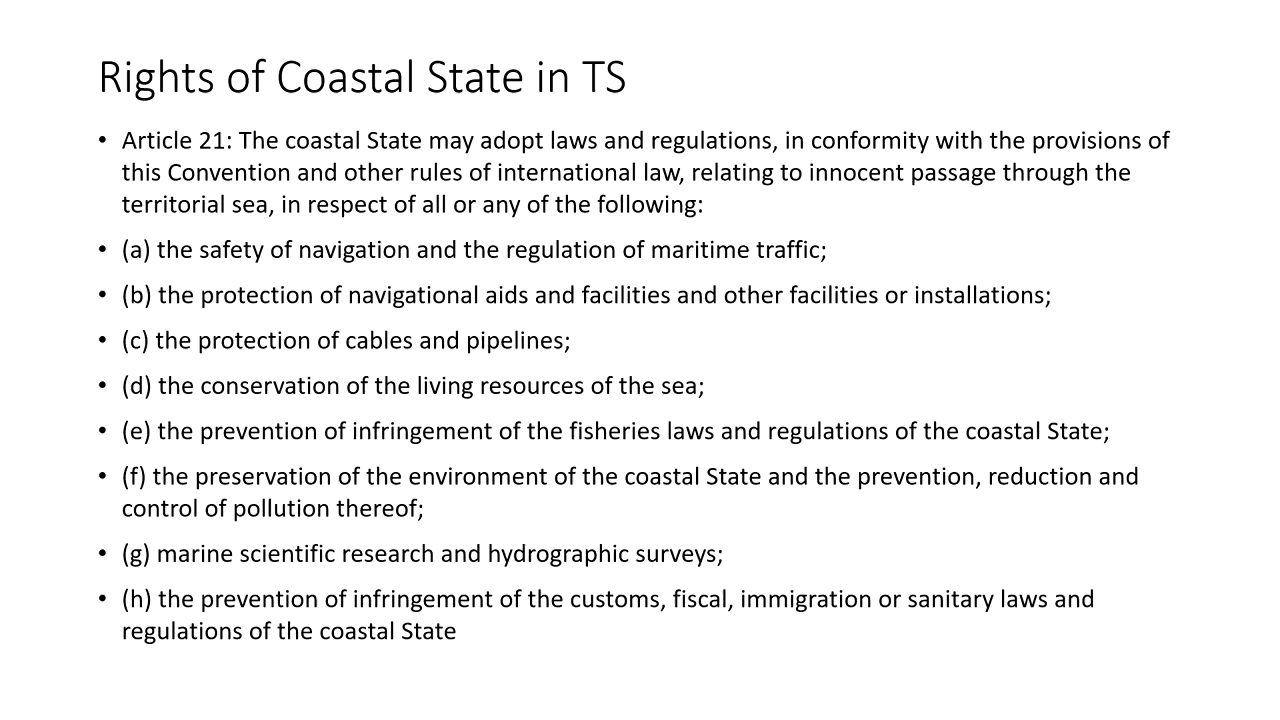 Rights of Coastal State in TS
• Article 21: The coastal State may adopt laws and regulations, in conformity with the provisions of
this Convention and other rules of international law, relating to innocent passage through the
territorial sea, in respect of all or any of the following:
• (a) the safety of navigation and the regulation of maritime traffic;
• (b) the protection of navigational aids and facilities and other facilities or installations;
• (c) the protection of cables and pipelines;
• (d) the conservation of the living resources of the sea;
• (e) the prevention of infringement of the fisheries laws and regulations of the coastal State;
• (f) the preservation of the environment of the coastal State and the prevention, reduction and
control of pollution thereof;
• (g) marine scientific research and hydrographic surveys;
• (h) the prevention of infringement of the customs, fiscal, immigration or sanitary laws and
regulations of the coastal State